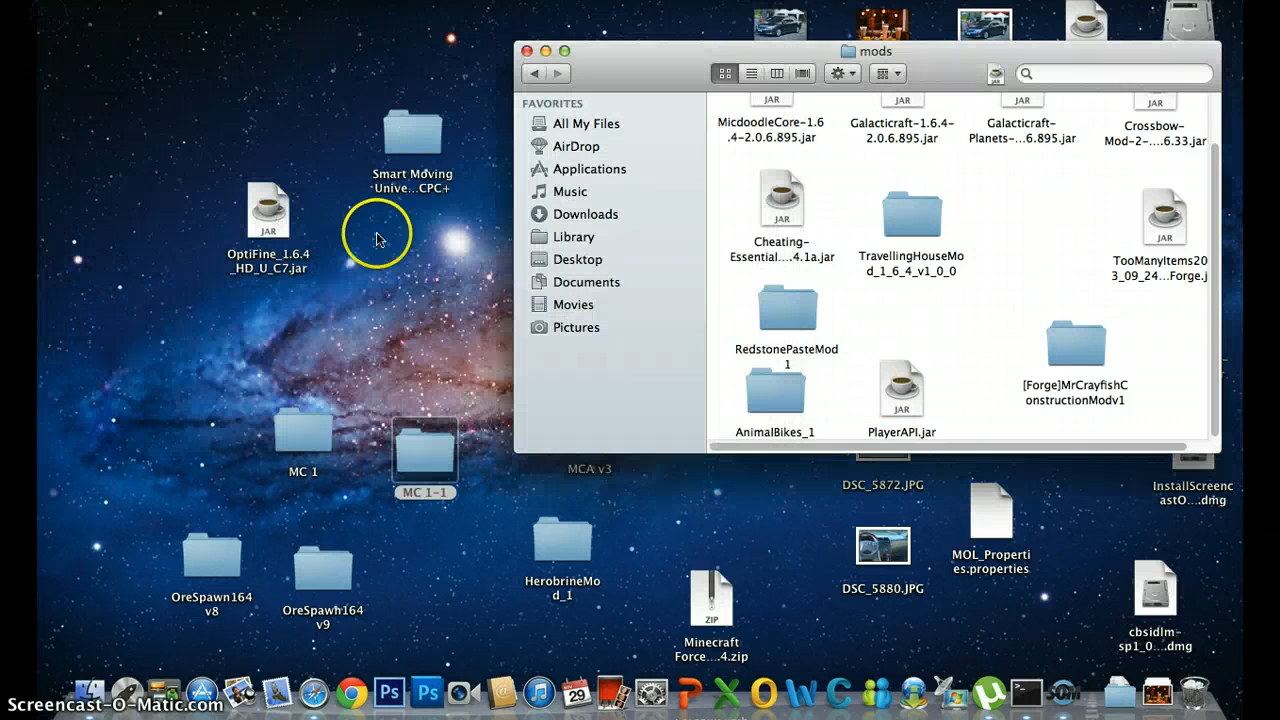 mods
FAVORITES
All My Files
AirDrop
Applications
Music
Downloads
Library
Desktop
Documents
Movies
Pictures
JAR
JAR
JAR
JAR
MicdoodleCore-1.6
.4-2.0.6.895.jar
Galacticraft-1.6.4-
2.0.6.895.jar
Galacticraft-
Planets-...6.895.jar
Crossbow-
Mod-2-....6.33.jar
JAR
Cheating-
Essential....4.1a.jar
TravellingHouseMo
d_1_6_4_v1_0_0
JAR
TooManyItems20
3_09_24...Forge.j
RedstonePasteMod
1
[Forge]MrCrayfishC
onstructionModv1
AnimalBikes_1
JAR
PlayerAPI.jar
Smart Moving
Unive...CPC+
JAR
OptiFine_1.6.4
_HD_U_C7.jar
MC 1
MC 1-1
MCA v3
DSC_5872.JPG
InstallScreenc
astO....dmg
OreSpawn164
v8
OreSpawn164
v9
HerobrineMo
d_1
ZIP
Minecraft
Force....4.zip
DSC_5880.JPG
MOL_Properti
es.properties
cbsidlm-
sp1_0....dmg
Ps
Ps
NOV
29
SOM
Screencast-O-Matic.com